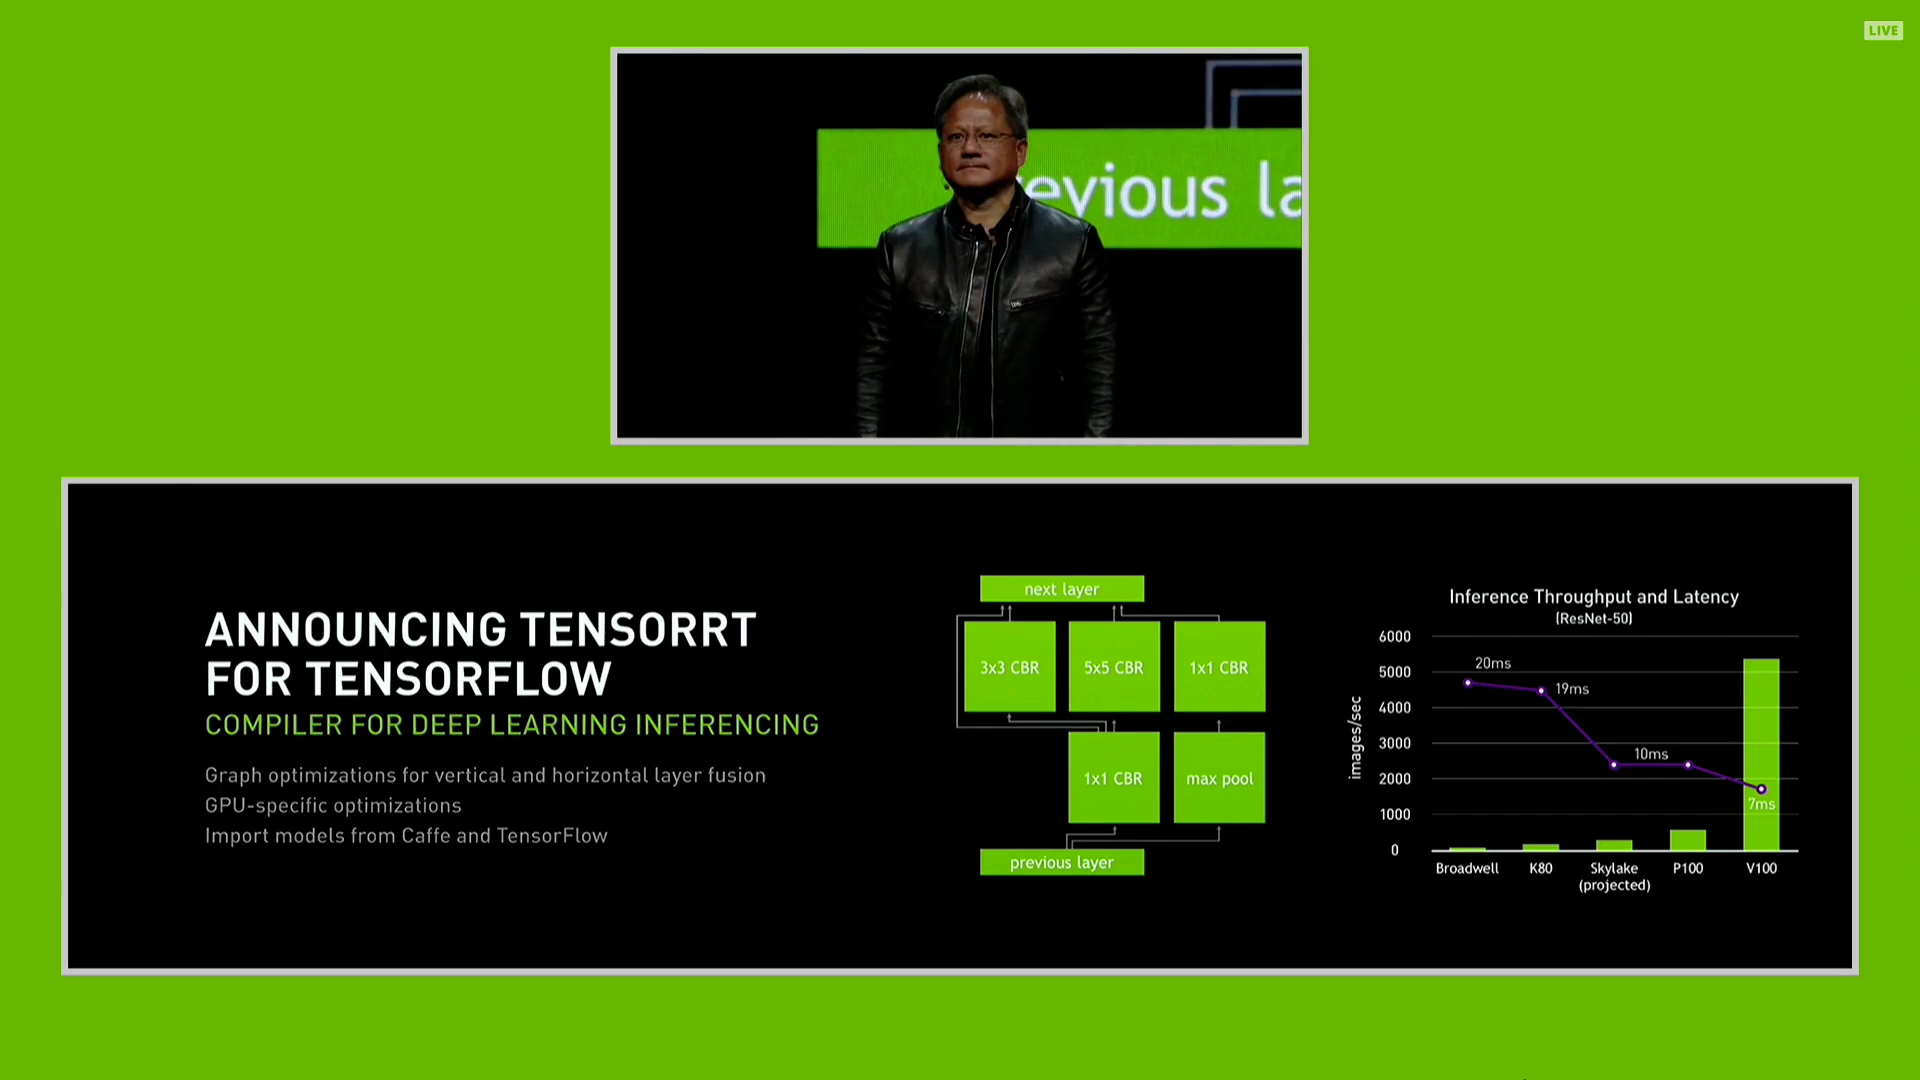 LIVE
evious la
ANNOUNCING TENSORRT
FOR TENSORFLOW
COMPILER FOR DEEP LEARNING INFERENCING
Graph optimizations for vertical and horizontal layer fusion
GPU-specific optimizations
Import models from Caffe and TensorFlow
next layer
3x3 CBR
5x5 CBR
1x1 CBR
1x1 CBR
max pool
previous layer
Inference Throughput and Latency
(ResNet-50)
images/sec
6000
5000
4000
3000
2000
1000
0
20ms
19ms
10ms
7ms
Broadwell
K80
Skylake
(projected)
P100
V100